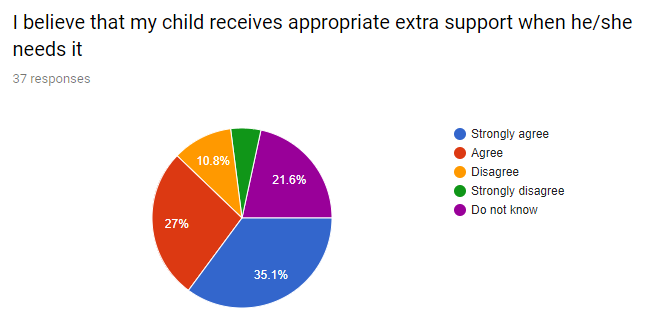 I believe that my child receives appropriate extra support when he/she
needs it
37 responses
10.8%
21.6%
27%
35.1%
Strongly agree
Agree
Disagree
Strongly disagree
Do not know